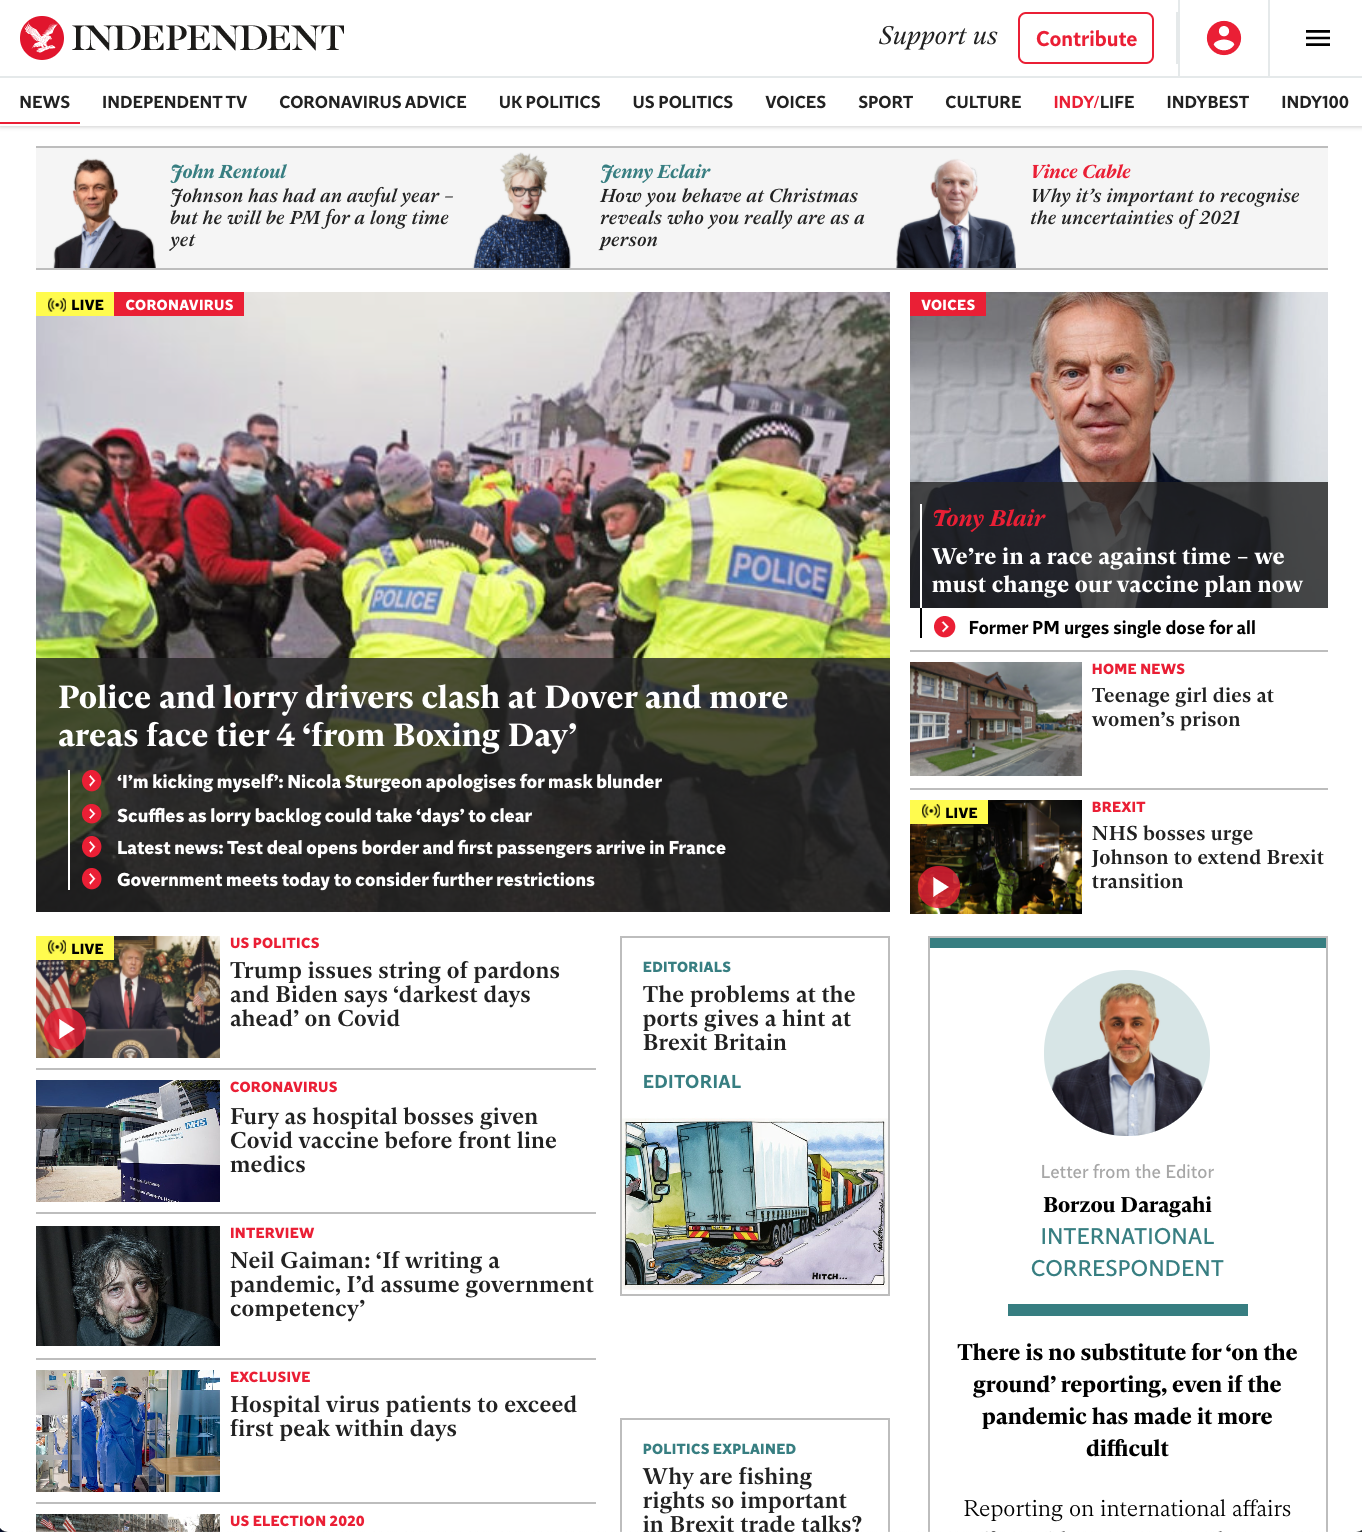 INDEPENDENT
Support us
Contribute
NEWS
INDEPENDENT TV
CORONAVIRUS ADVICE
UK POLITICS
US POLITICS
VOICES
SPORT
CULTURE
INDY/LIFE
INDYBEST
INDY100
John Rentoul
Johnson has had an awful year –
but he will be PM for a long time
yet
Jenny Eclair
How you behave at Christmas
reveals who you really are as a
person
Vince Cable
Why it’s important to recognise
the uncertainties of 2021
LIVE
CORONAVIRUS
POLICE
POLICE
Police and lorry drivers clash at Dover and more
areas face tier 4 ‘from Boxing Day’
‘I’m kicking myself’: Nicola Sturgeon apologises for mask blunder
Scuffles as lorry backlog could take ‘days’ to clear
Latest news: Test deal opens border and first passengers arrive in France
Government meets today to consider further restrictions
VOICES
Tony Blair
We’re in a race against time – we
must change our vaccine plan now
Former PM urges single dose for all
HOME NEWS
Teenage girl dies at
women’s prison
LIVE
BREXIT
NHS bosses urge
Johnson to extend Brexit
transition
LIVE
US POLITICS
Trump issues string of pardons
and Biden says ‘darkest days
ahead’ on Covid
NHS
CORONAVIRUS
Fury as hospital bosses given
Covid vaccine before front line
medics
INTERVIEW
Neil Gaiman: ‘If writing a
pandemic, I’d assume government
competency’
EXCLUSIVE
Hospital virus patients to exceed
first peak within days
US ELECTION 2020
EDITORIALS
The problems at the
ports gives a hint at
Brexit Britain
EDITORIAL
HITCH...
POLITICS EXPLAINED
Why are fishing
rights so important
in Brexit trade talks?
Letter from the Editor
Borzou Daragahi
INTERNATIONAL
CORRESPONDENT
There is no substitute for ‘on the
ground’ reporting, even if the
pandemic has made it more
difficult
Reporting on international affairs